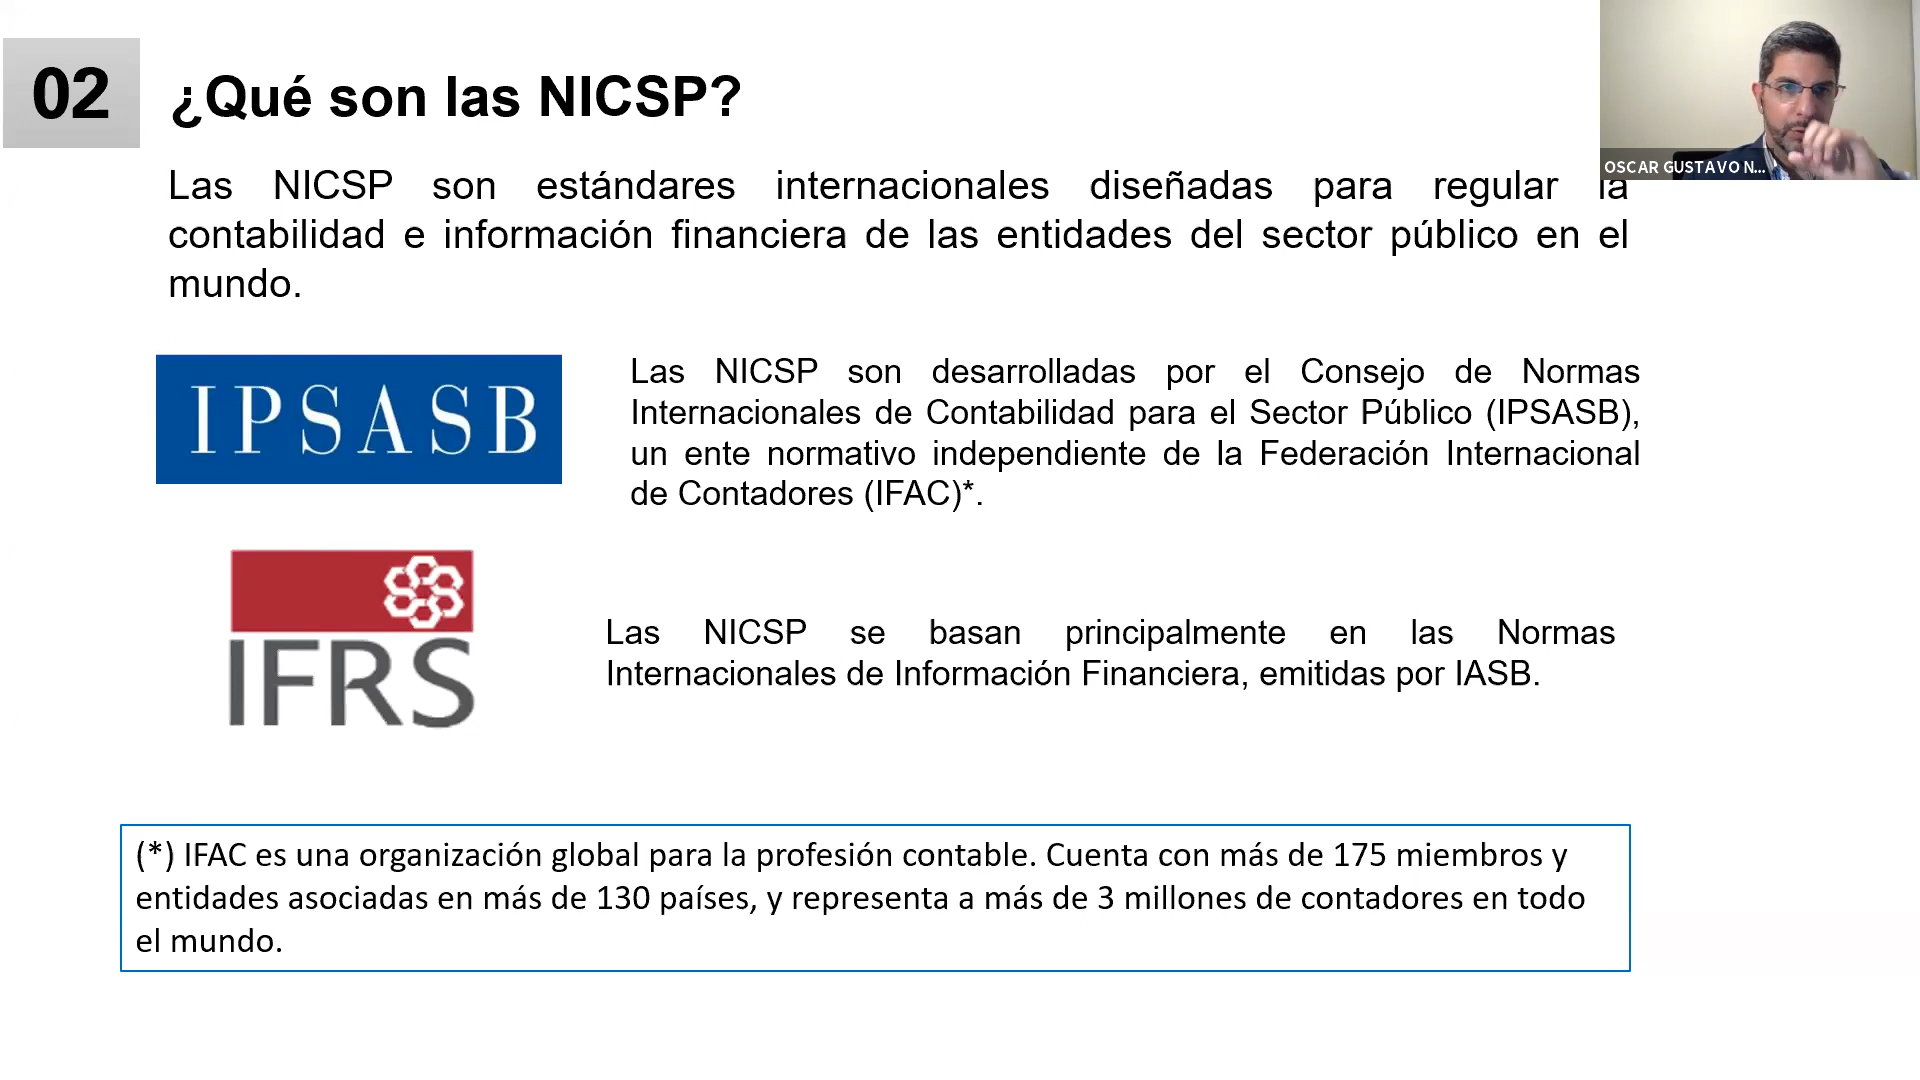 02
¿Qué son las NICSP?
OSCAR GUSTAVO N...
Las NICSP son estándares internacionales diseñadas para regular la
contabilidad e información financiera de las entidades del sector público en el
mundo.
IPSASB
Las NICSP son desarrolladas por el Consejo de Normas
Internacionales de Contabilidad para el Sector Público (IPSASB),
un ente normativo independiente de la Federación Internacional
de Contadores (IFAC)*.
IFRS
Las NICSP se basan principalmente en las Normas
Internacionales de Información Financiera, emitidas por IASB.
(*) IFAC es una organización global para la profesión contable. Cuenta con más de 175 miembros y
entidades asociadas en más de 130 países, y representa a más de 3 millones de contadores en todo
el mundo.